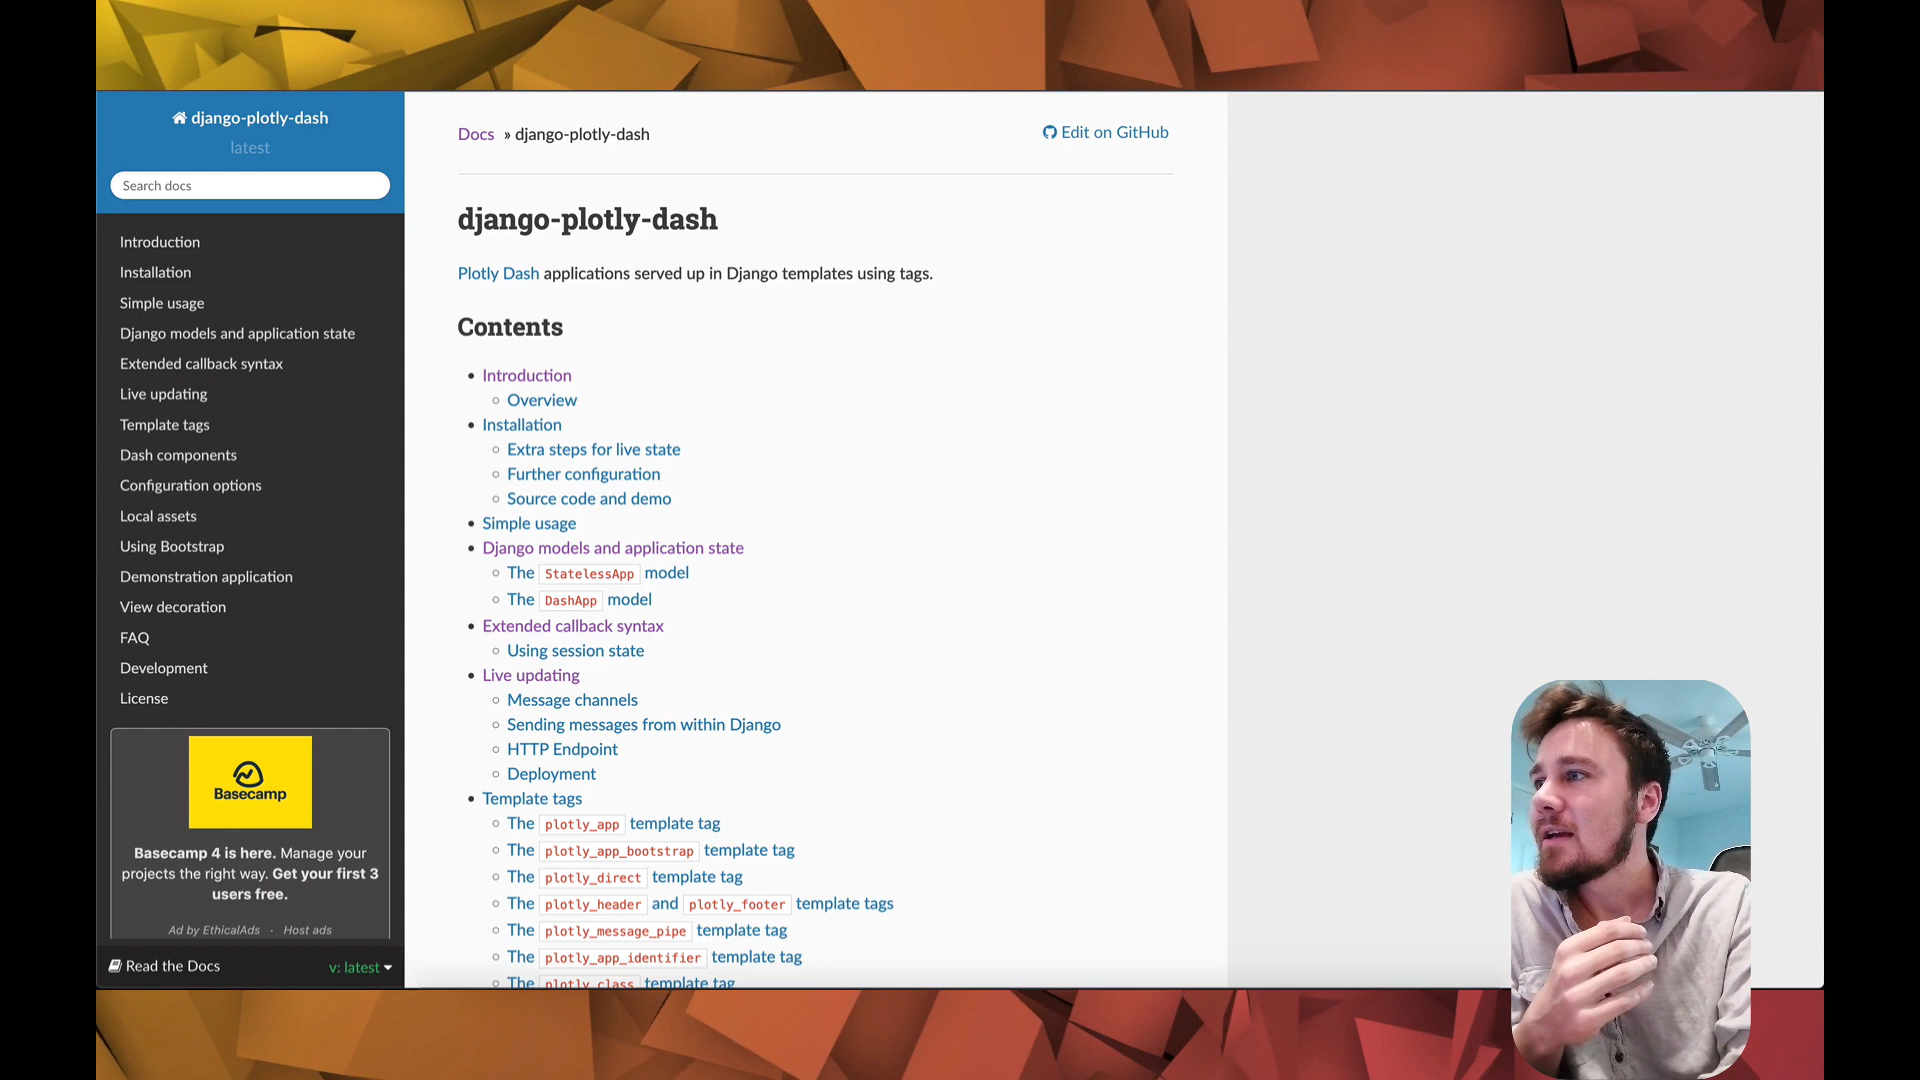 django-plotly-dash
latest
Search docs
Introduction
Installation
Simple usage
Django models and application state
Extended callback syntax
Live updating
Template tags
Dash components
Configuration options
Local assets
Using Bootstrap
Demonstration application
View decoration
FAQ
Development
License
Basecamp
Basecamp 4 is here. Manage your
projects the right way. Get your first 3
users free.
Ad by EthicalAds · Host ads
Read the Docs
v: latest
Docs » django-plotly-dash
Edit on GitHub
django-plotly-dash
Plotly Dash applications served up in Django templates using tags.
Contents
Introduction
Overview
Installation
Extra steps for live state
Further configuration
Source code and demo
Simple usage
Django models and application state
The StatelessApp model
The DashApp model
Extended callback syntax
Using session state
Live updating
Message channels
Sending messages from within Django
HTTP Endpoint
Deployment
Template tags
The plotly_app template tag
The plotly_app_bootstrap template tag
The plotly_direct template tag
The plotly_header and plotly_footer template tags
The plotly_message_pipe template tag
The plotly_app_identifier template tag
The plotly_class template tag